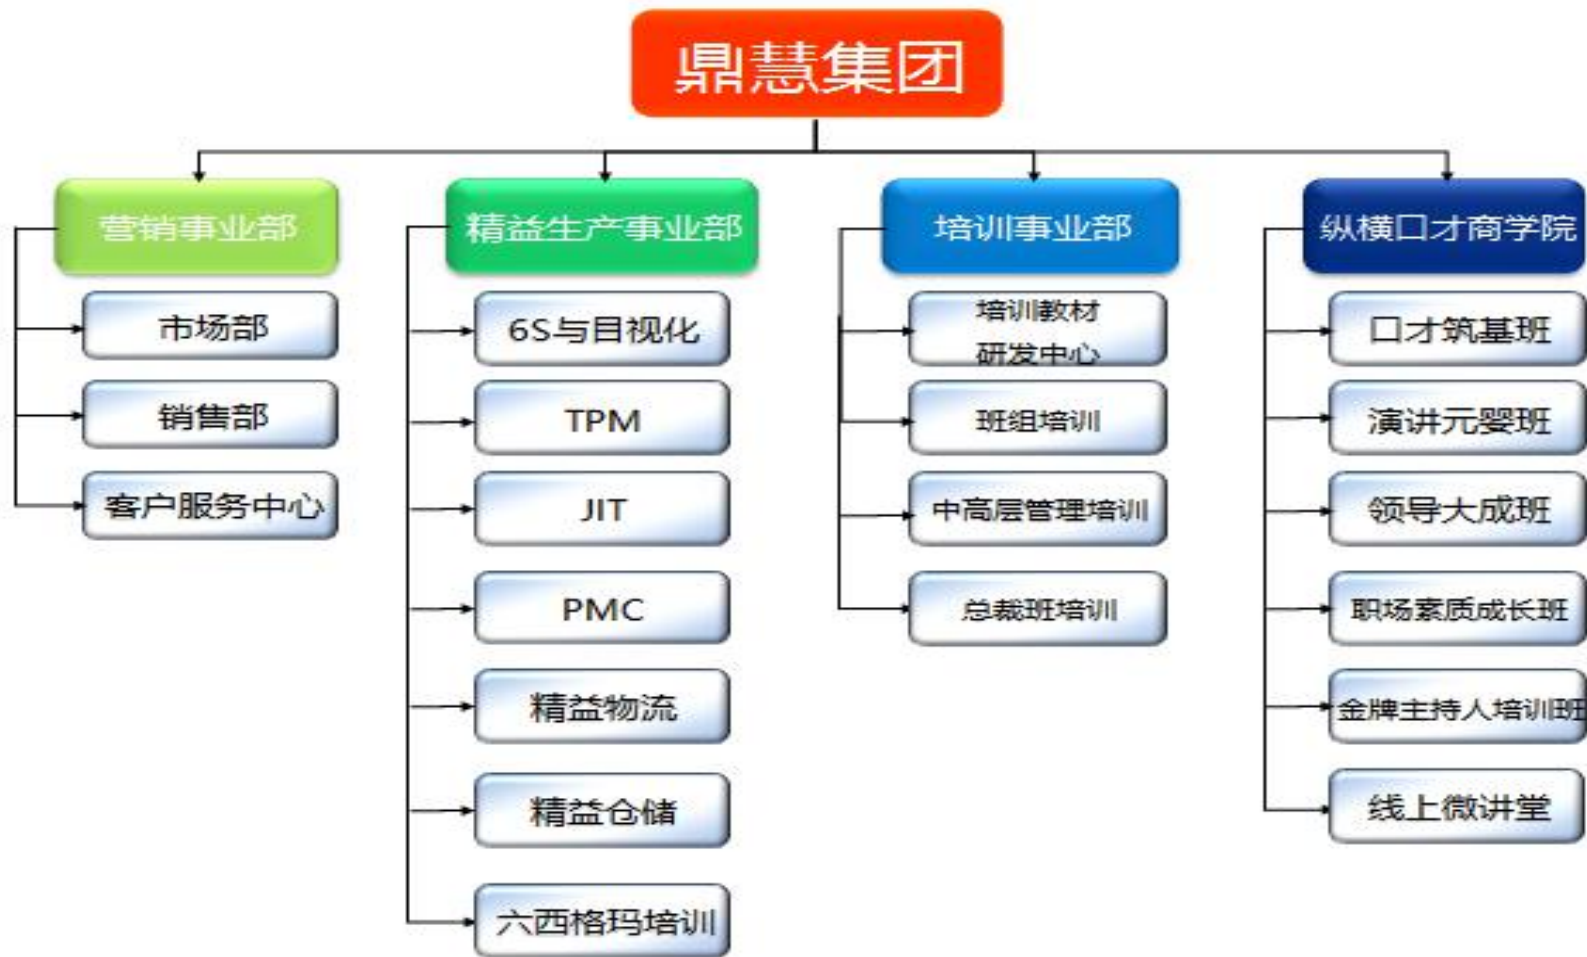 鼎慧集团
营销事业部
市场部
销售部
客户服务中心
精益生产事业部
6S与目视化
TPM
JIT
PMC
精益物流
精益仓储
六西格玛培训
培训事业部
培训教材
研发中心
班组培训
中高层管理培训
总裁班培训
纵横口才商学院
口才筑基班
演讲元婴班
领导大成班
职场素质成长班
金牌主持人培训班
线上微讲堂